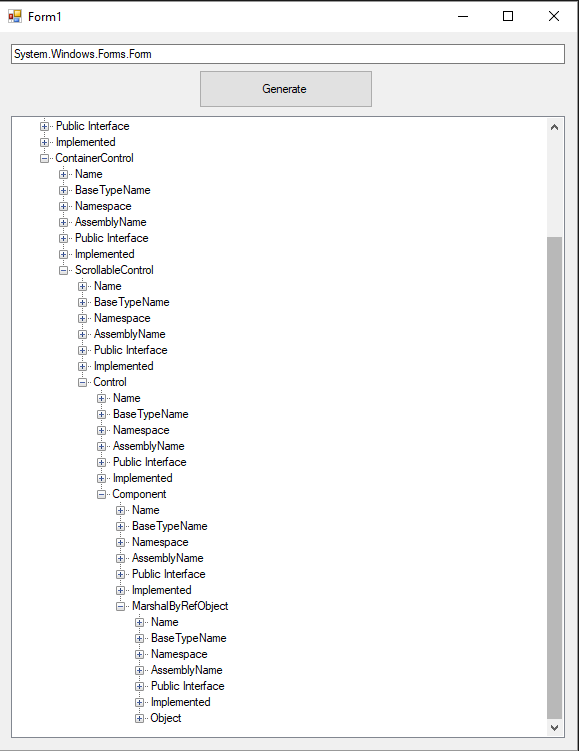 Form1
System.Windows.Forms.Form
Generate
Public Interface
Implemented
ContainerControl
Name
BaseTypeName
Namespace
AssemblyName
Public Interface
Implemented
ScrollableControl
Name
BaseTypeName
Namespace
AssemblyName
Public Interface
Implemented
Control
Name
BaseTypeName
Namespace
AssemblyName
Public Interface
Implemented
Component
Name
BaseTypeName
Namespace
AssemblyName
Public Interface
Implemented
MarshalByRefObject
Name
BaseTypeName
Namespace
AssemblyName
Public Interface
Implemented
Object